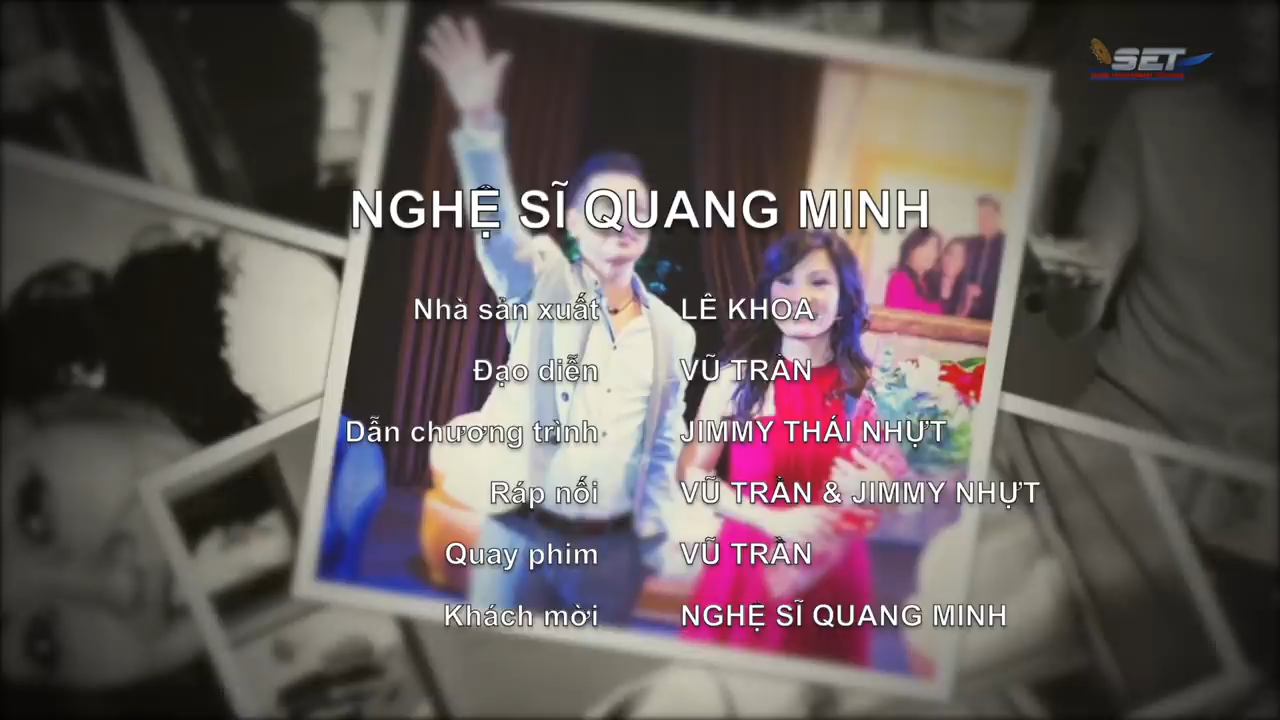 SET
NGHỆ SĨ QUANG MINH
Nhà sản xuất LÊ KHOA
Đạo diễn VŨ TRẦN
Dẫn chương trình JIMMY THÁI NHỰT
Ráp nối VŨ TRẦN & JIMMY NHỰT
Quay phim VŨ TRẦN
Khách mời NGHỆ SĨ QUANG MINH